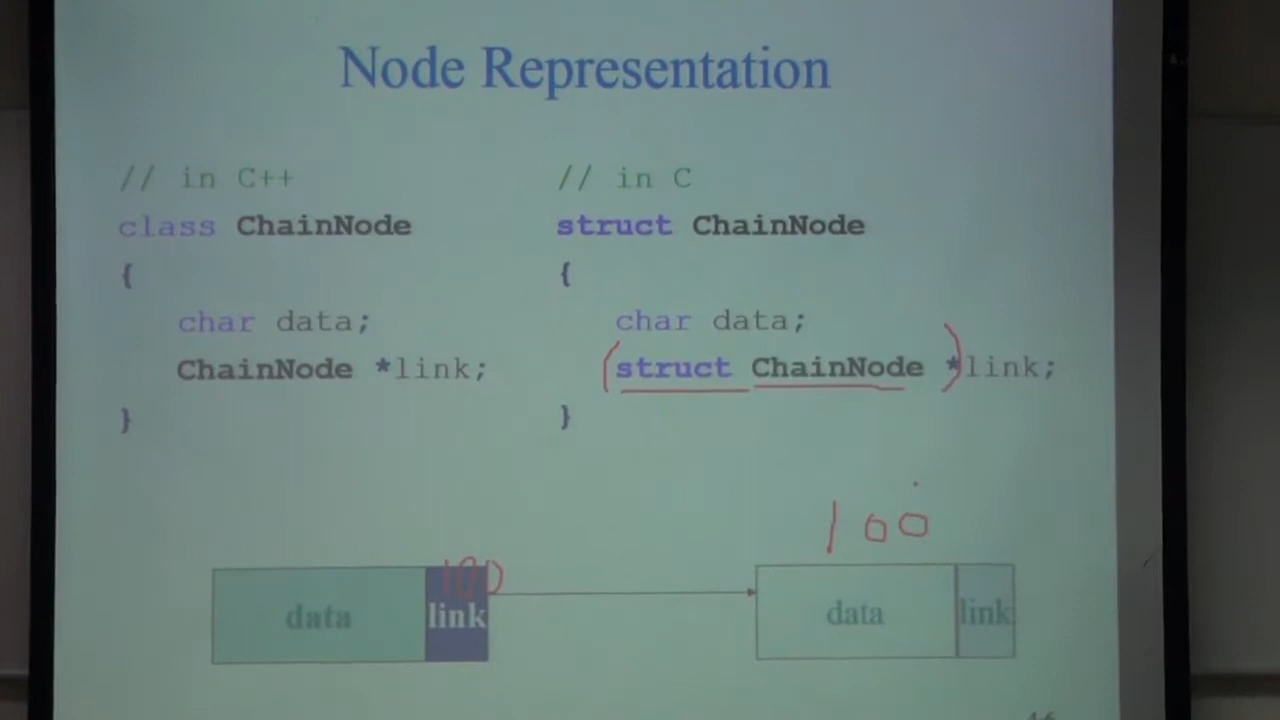 Node Representation
// in C++
class ChainNode
{
char data;
ChainNode *link;
}
// in C
struct ChainNode
{
char data;
struct ChainNode *link;
}
100
100
data link
data link